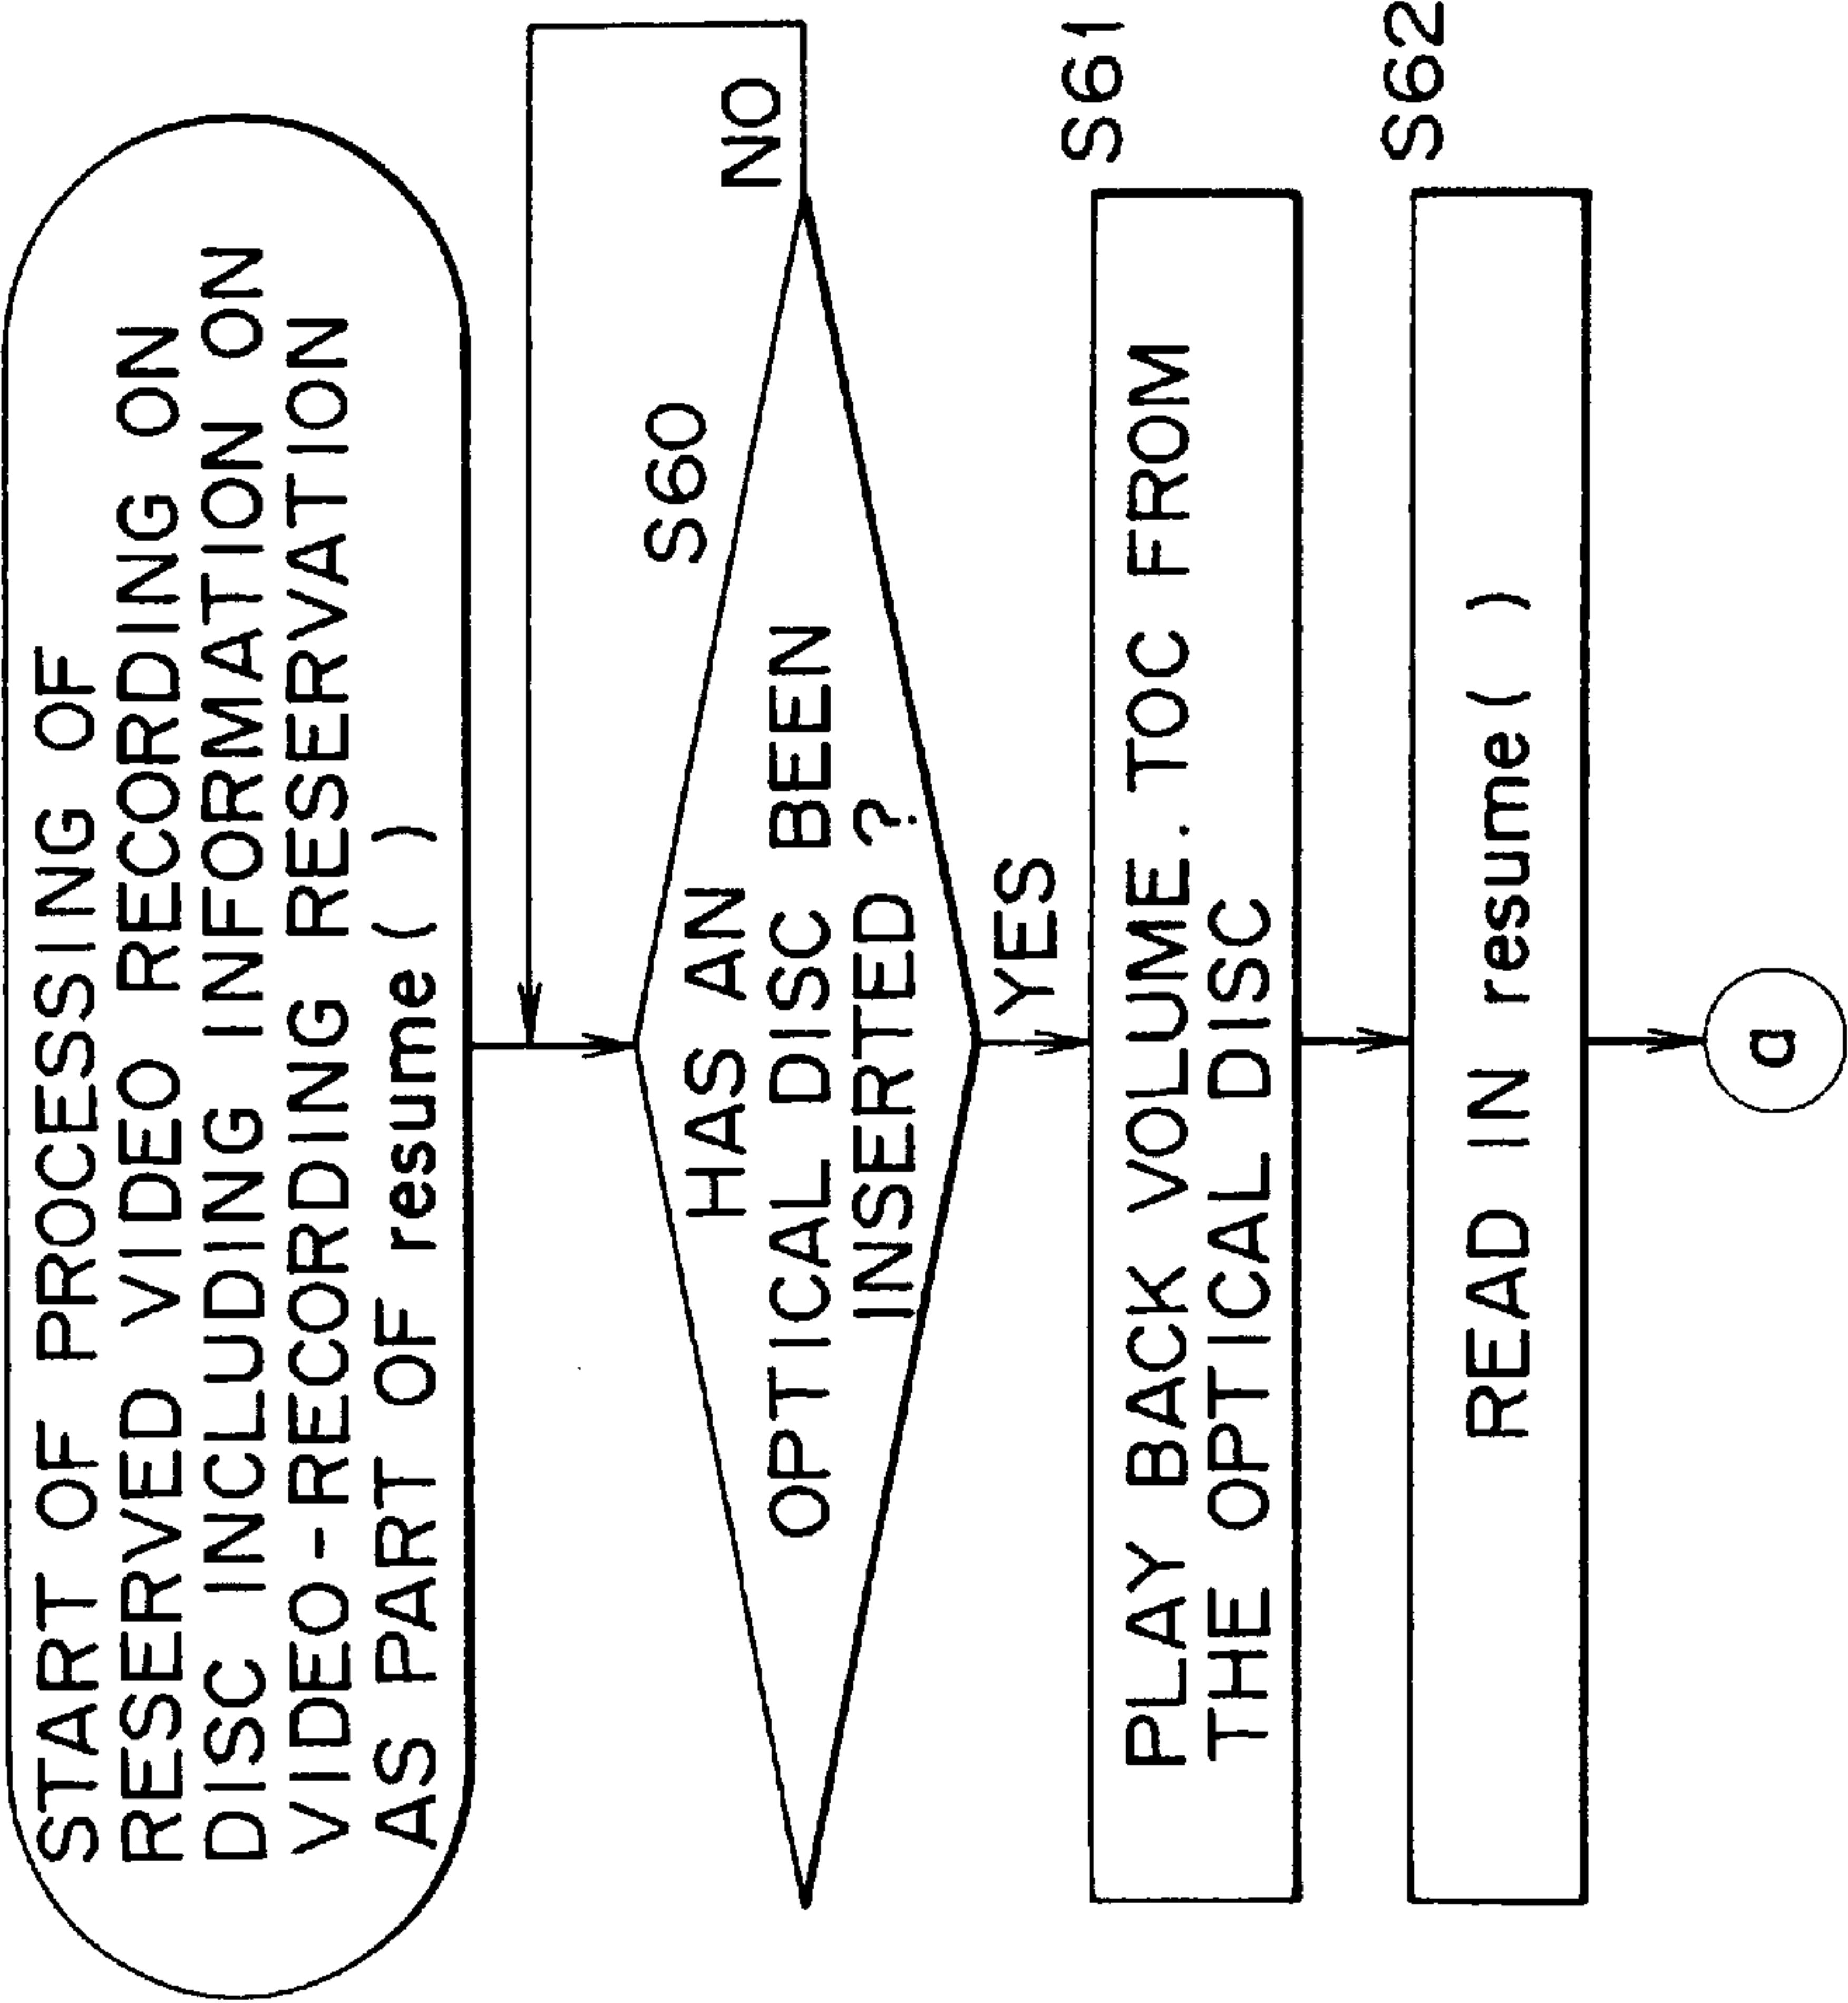 START OF PROCESSING OF
RESERVED VIDEO RECORDING ON
DISC INCLUDING INFORMATION ON
VIDEO-RECORDING RESERVATION
AS PART OF resume ( )
S60
HAS AN
OPTICAL DISC BEEN
INSERTED ?
NO
YES
S61
PLAY BACK VOLUME. TOC FROM
THE OPTICAL DISC
S62
READ IN resume ( )
a